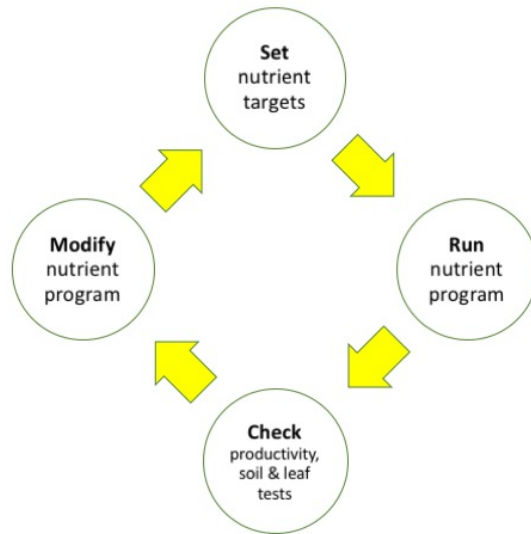 Set
nutrient
targets
Run
nutrient
program
Check
productivity,
soil & leaf
tests
Modify
nutrient
program